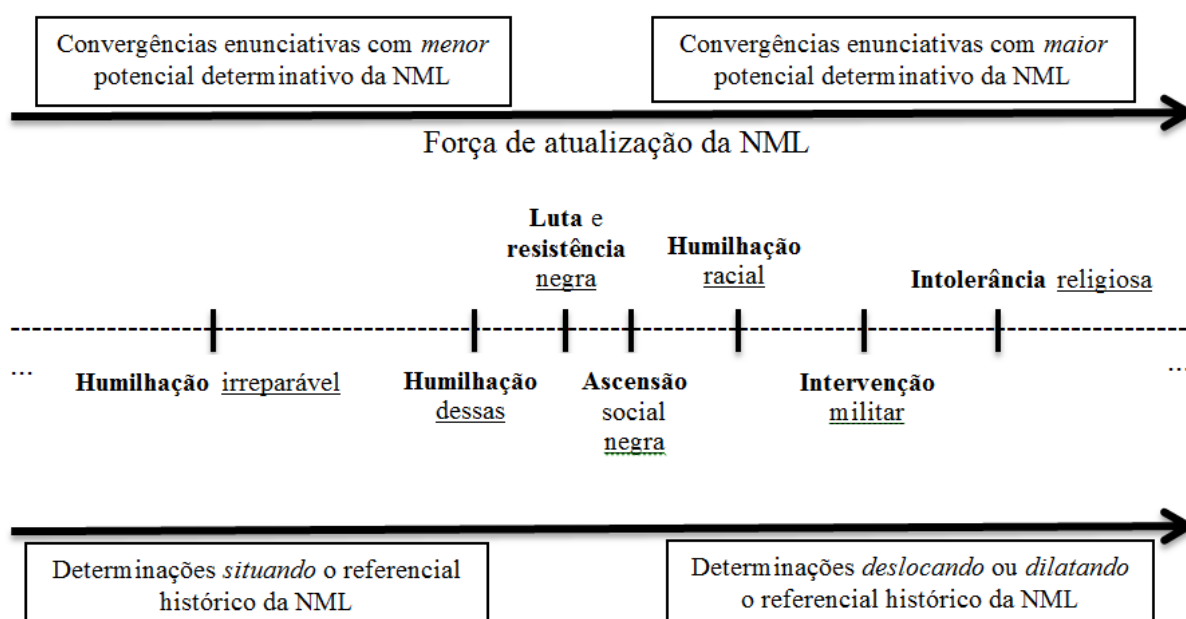 Convergências enunciativas com menor
potencial determinativo da NML
Convergências enunciativas com maior
potencial determinativo da NML
Força de atualização da NML
Luta e
resistência
negra
Humilhação
racial
Intolerância religiosa
...
Humilhação irreparável
Humilhação
dessas
Ascensão
social
negra
Intervenção
militar
...
Determinações situando o referencial
histórico da NML
Determinações deslocando ou dilatando
o referencial histórico da NML